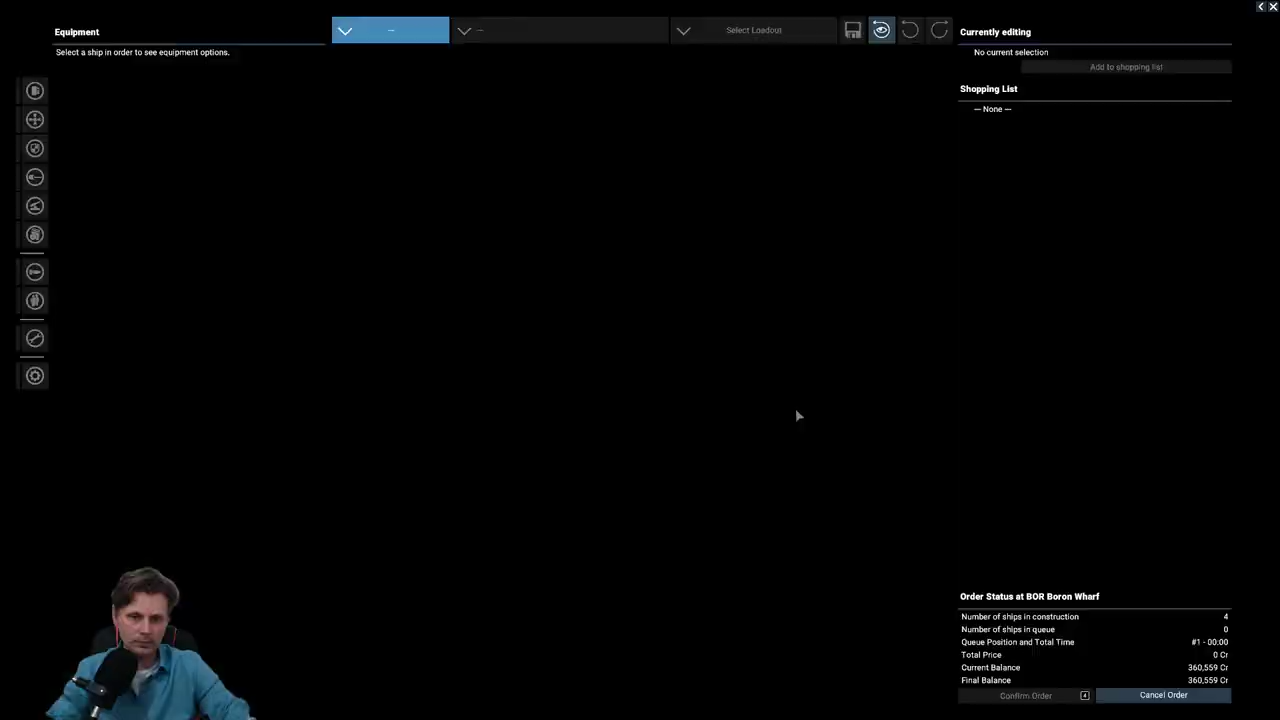 Equipment
Select a ship in order to see equipment options.
--
--
Select Loadout
Currently editing
No current selection
Add to shopping list
Shopping List
--- None ---
Order Status at BOR Boron Wharf
Number of ships in construction 4
Number of ships in queue 0
Queue Position and Total Time #1 - 00:00
Total Price 0 Cr
Current Balance 360,559 Cr
Final Balance 360,559 Cr
Confirm Order 4
Cancel Order